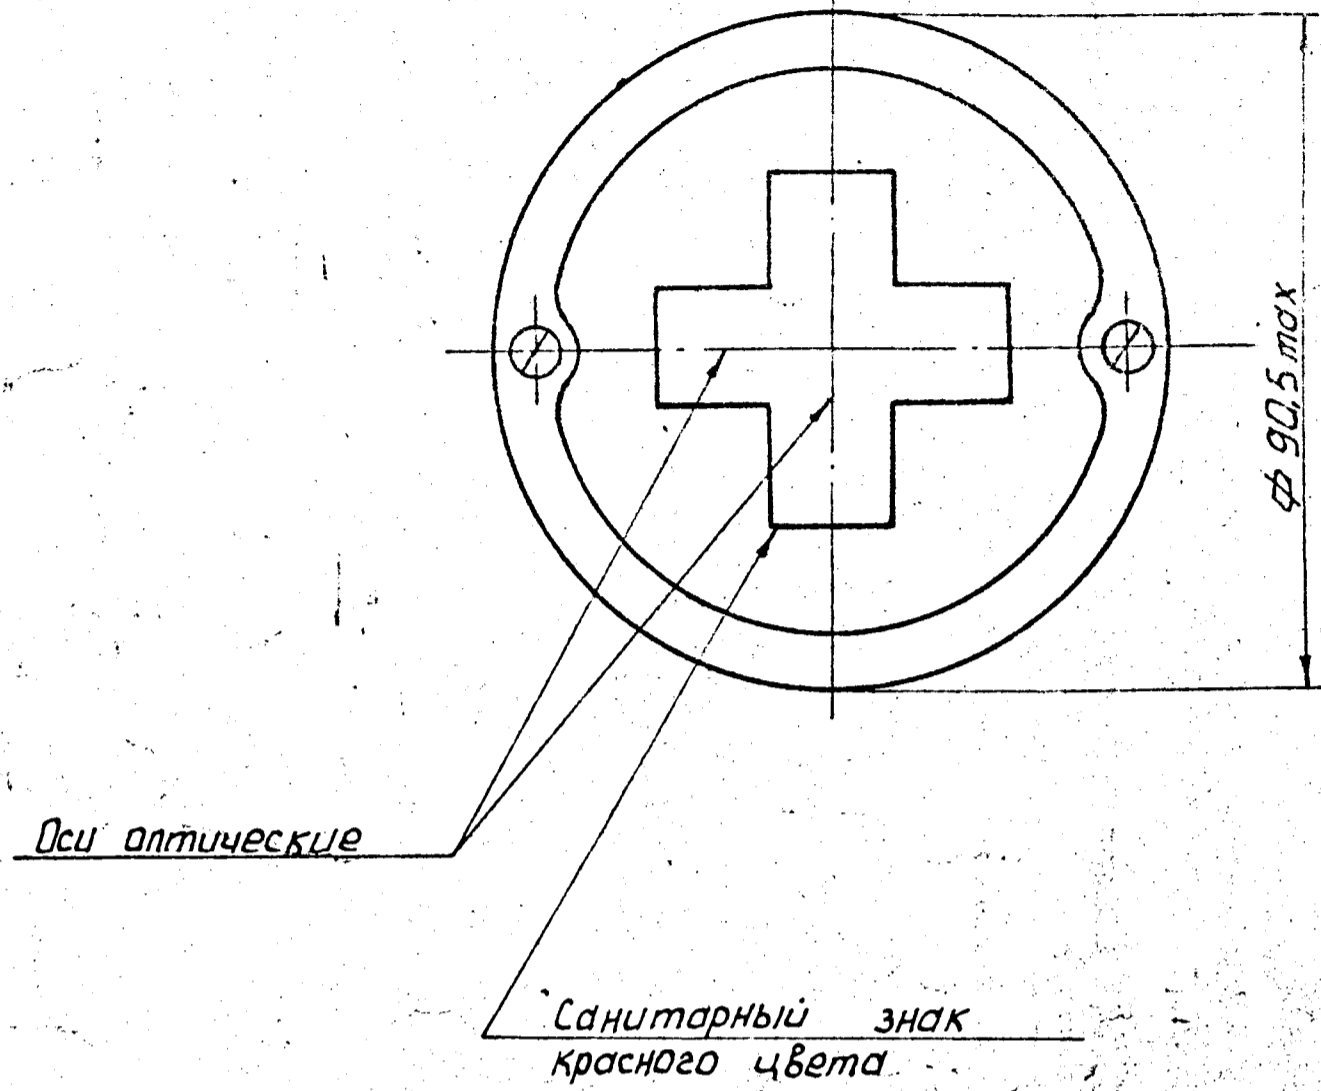 ф 90,5 max
Оси оптические
Санитарный знак
красного цвета